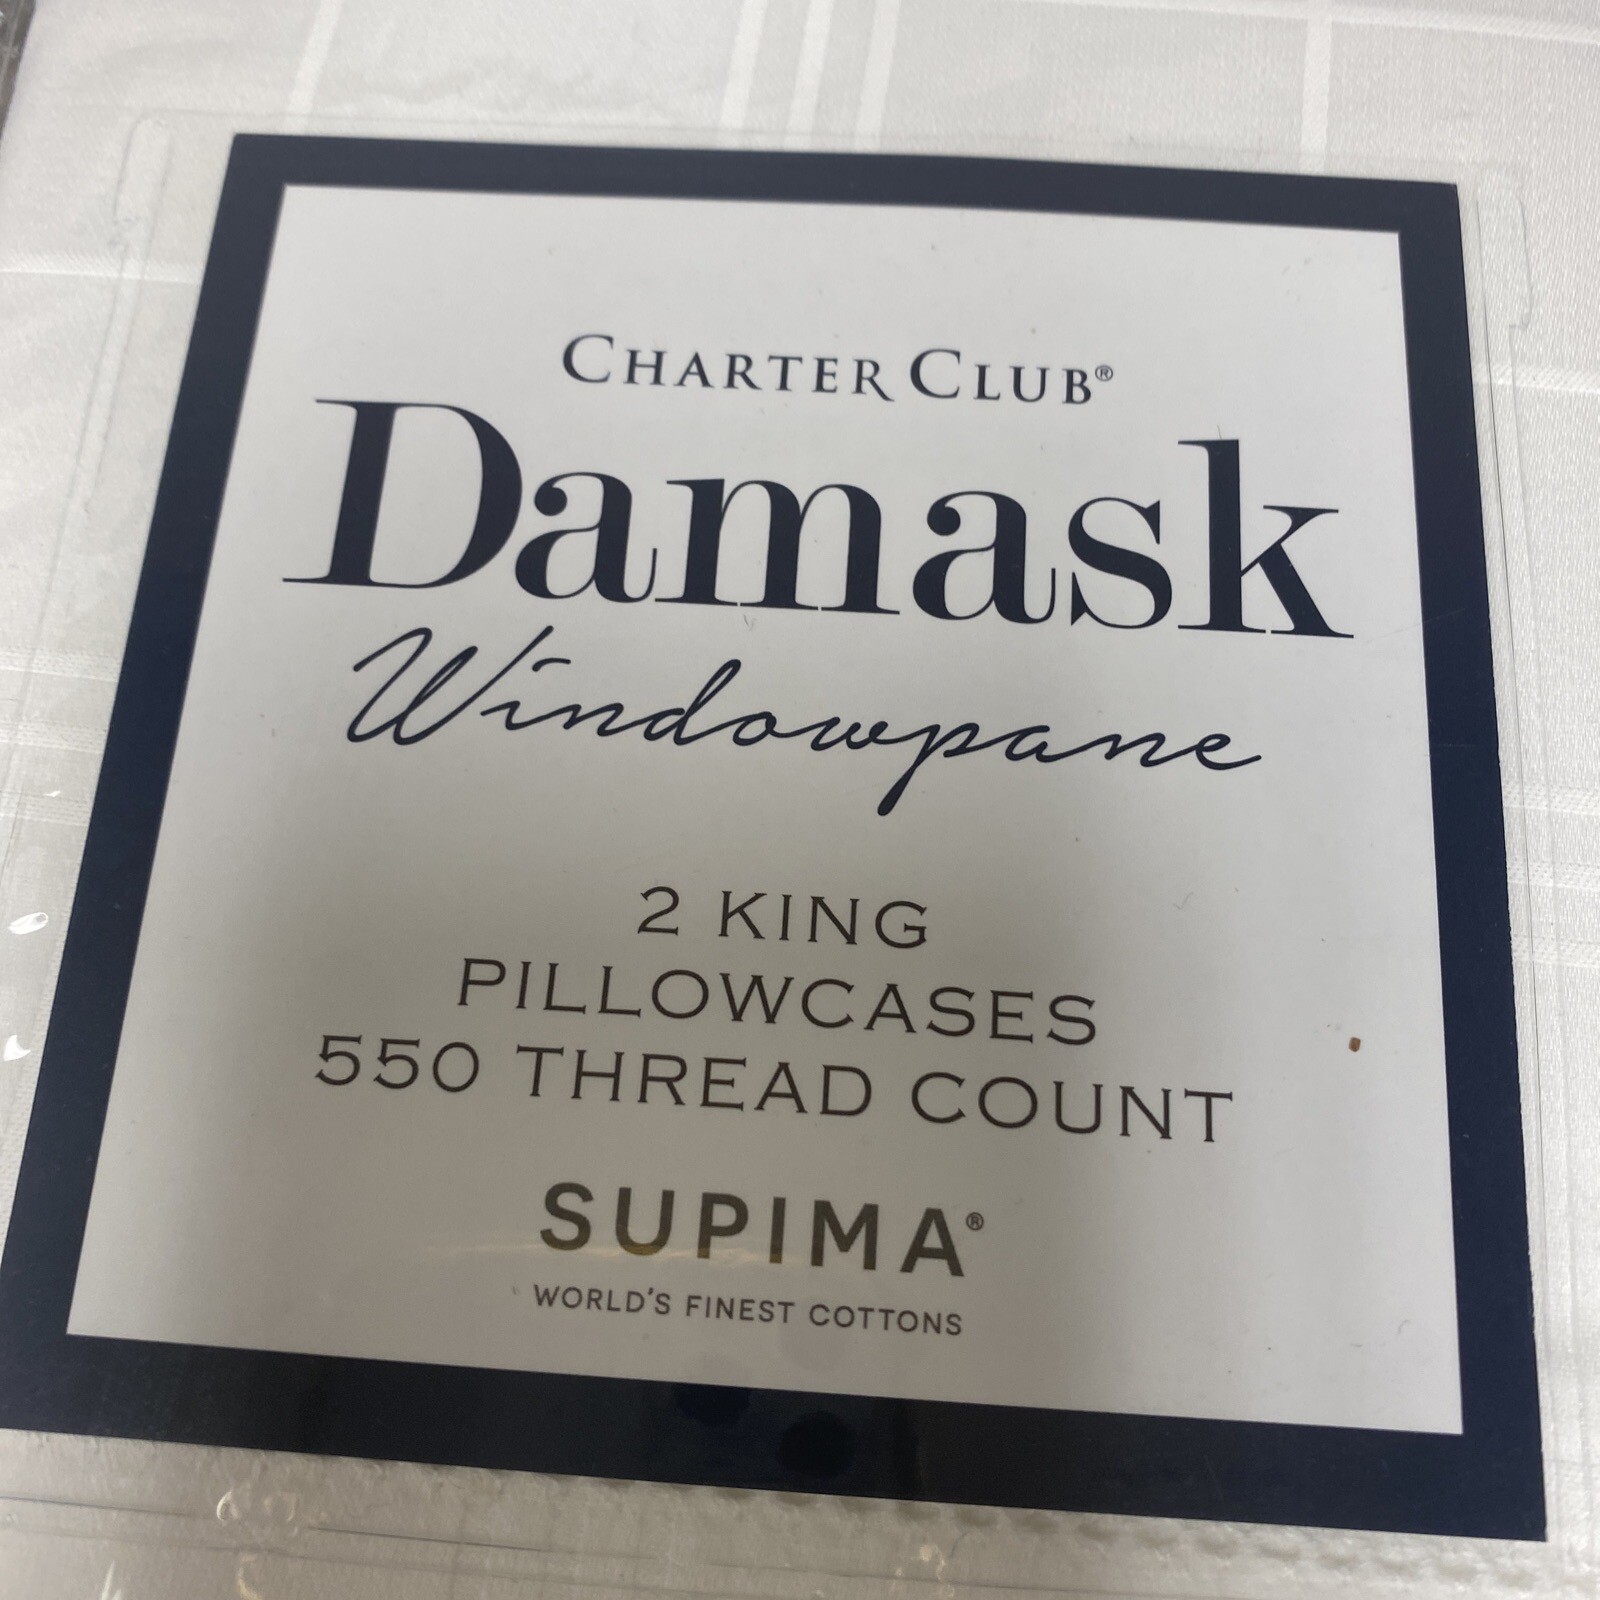 CHARTER CLUB®
Damask
Windowpane
2 KING
PILLOWCASES
550 THREAD COUNT
SUPIMA®
WORLD'S FINEST COTTONS